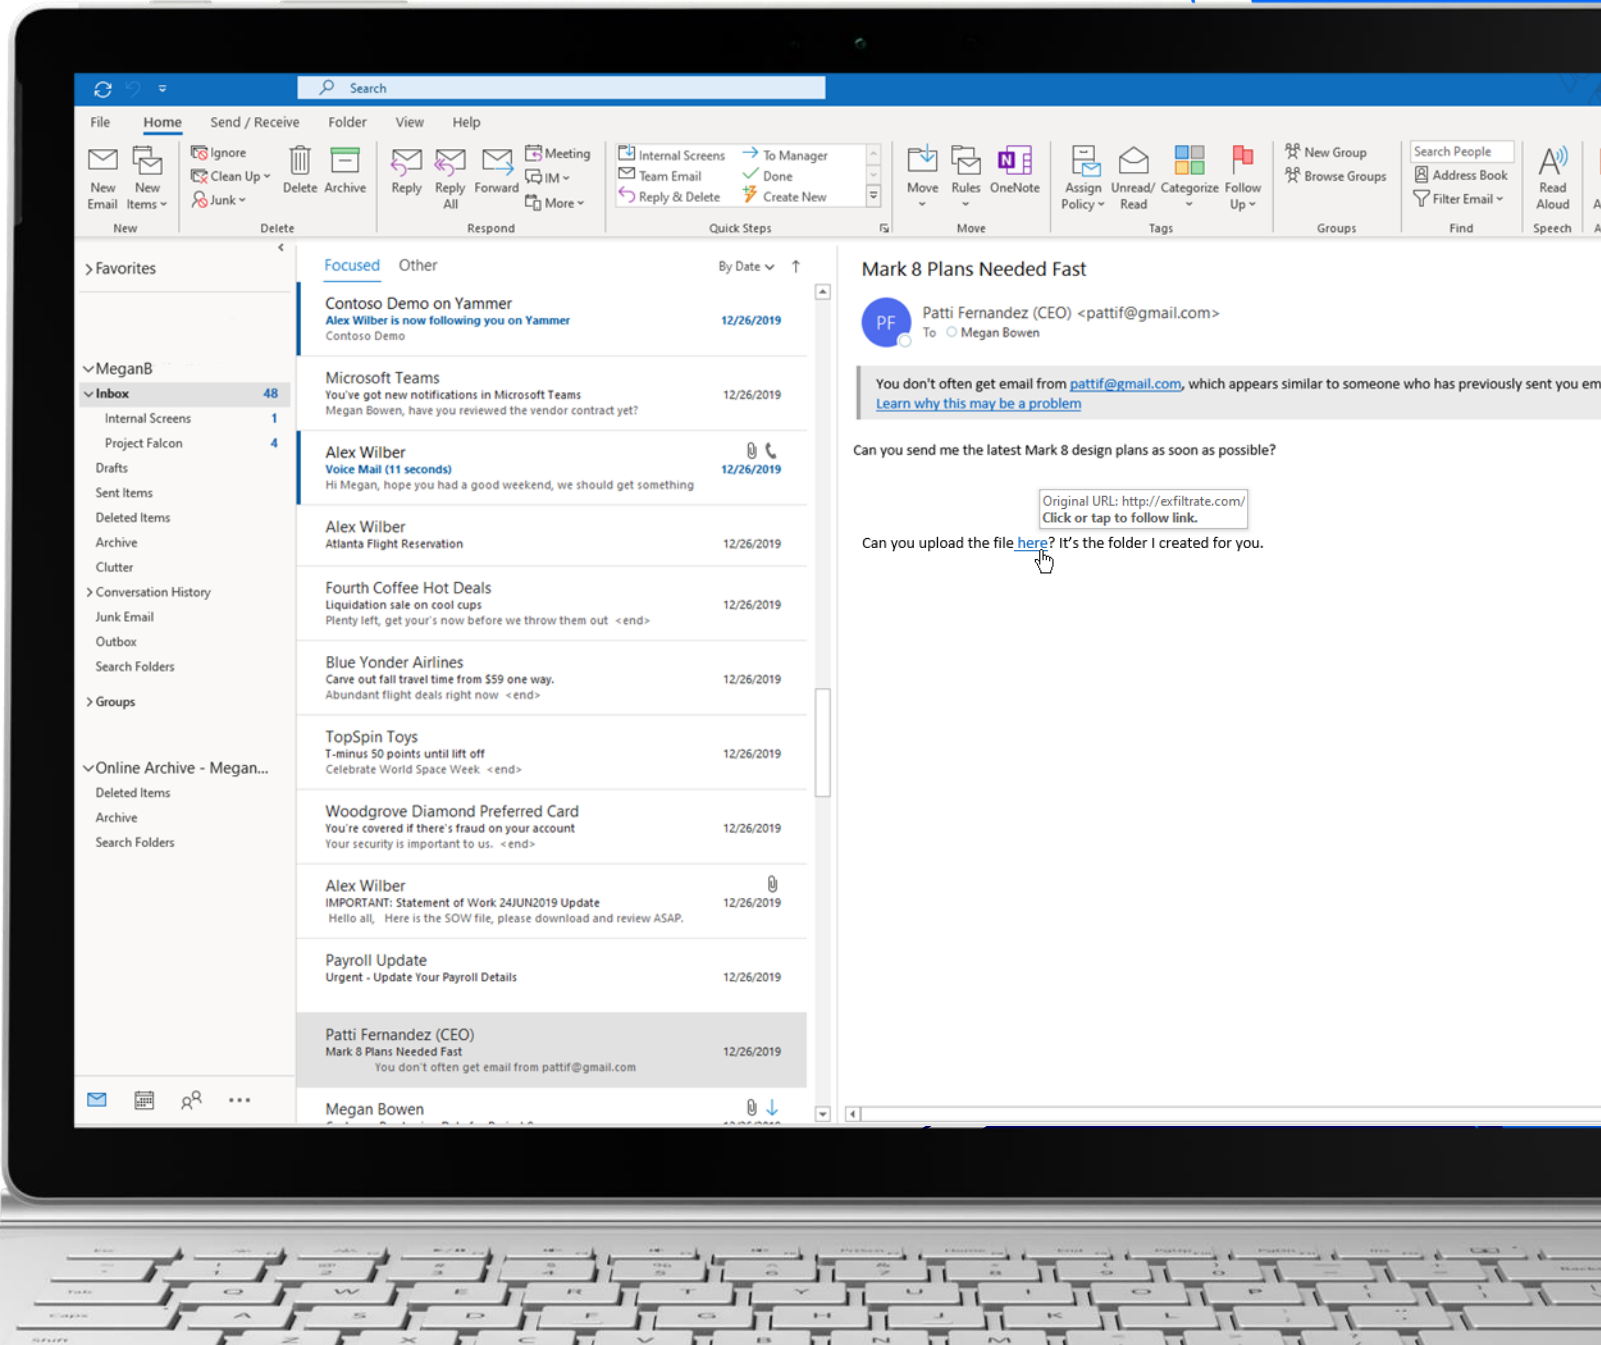 Search
File Home Send / Receive Folder View Help
New Email
New Items
New
Ignore
Clean Up
Junk
Delete
Archive
Delete
Reply
Reply All
Forward
Meeting
IM
More
Respond
Internal Screens
Team Email
Reply & Delete
To Manager
Done
Create New
Quick Steps
Move
Rules
OneNote
Move
Assign Policy
Unread/ Read
Categorize
Follow Up
Tags
New Group
Browse Groups
Groups
Search People
Address Book
Filter Email
Find
Read Aloud
Speech
Favorites
MeganB
Inbox 48
Internal Screens 1
Project Falcon 4
Drafts
Sent Items
Deleted Items
Archive
Clutter
Conversation History
Junk Email
Outbox
Search Folders
Groups
Online Archive - Megan...
Deleted Items
Archive
Search Folders
Focused Other By Date
Contoso Demo on Yammer
Alex Wilber is now following you on Yammer 12/26/2019
Contoso Demo
Microsoft Teams
You've got new notifications in Microsoft Teams 12/26/2019
Megan Bowen, have you reviewed the vendor contract yet?
Alex Wilber
Voice Mail (11 seconds) 12/26/2019
Hi Megan, hope you had a good weekend, we should get something
Alex Wilber
Atlanta Flight Reservation 12/26/2019
Fourth Coffee Hot Deals
Liquidation sale on cool cups 12/26/2019
Plenty left, get your's now before we throw them out <end>
Blue Yonder Airlines
Carve out fall travel time from $59 one way. 12/26/2019
Abundant flight deals right now <end>
TopSpin Toys
T-minus 50 points until lift off 12/26/2019
Celebrate World Space Week <end>
Woodgrove Diamond Preferred Card
You're covered if there's fraud on your account 12/26/2019
Your security is important to us. <end>
Alex Wilber
IMPORTANT: Statement of Work 24JUN2019 Update 12/26/2019
Hello all, Here is the SOW file, please download and review ASAP.
Payroll Update
Urgent - Update Your Payroll Details 12/26/2019
Patti Fernandez (CEO)
Mark 8 Plans Needed Fast 12/26/2019
You don't often get email from pattif@gmail.com
Megan Bowen
Mark 8 Plans Needed Fast
PF
Patti Fernandez (CEO) <pattif@gmail.com>
To Megan Bowen
You don't often get email from pattif@gmail.com, which appears similar to someone who has previously sent you em
Learn why this may be a problem
Can you send me the latest Mark 8 design plans as soon as possible?
Original URL: http://exfiltrate.com/
Click or tap to follow link.
Can you upload the file here? It's the folder I created for you.